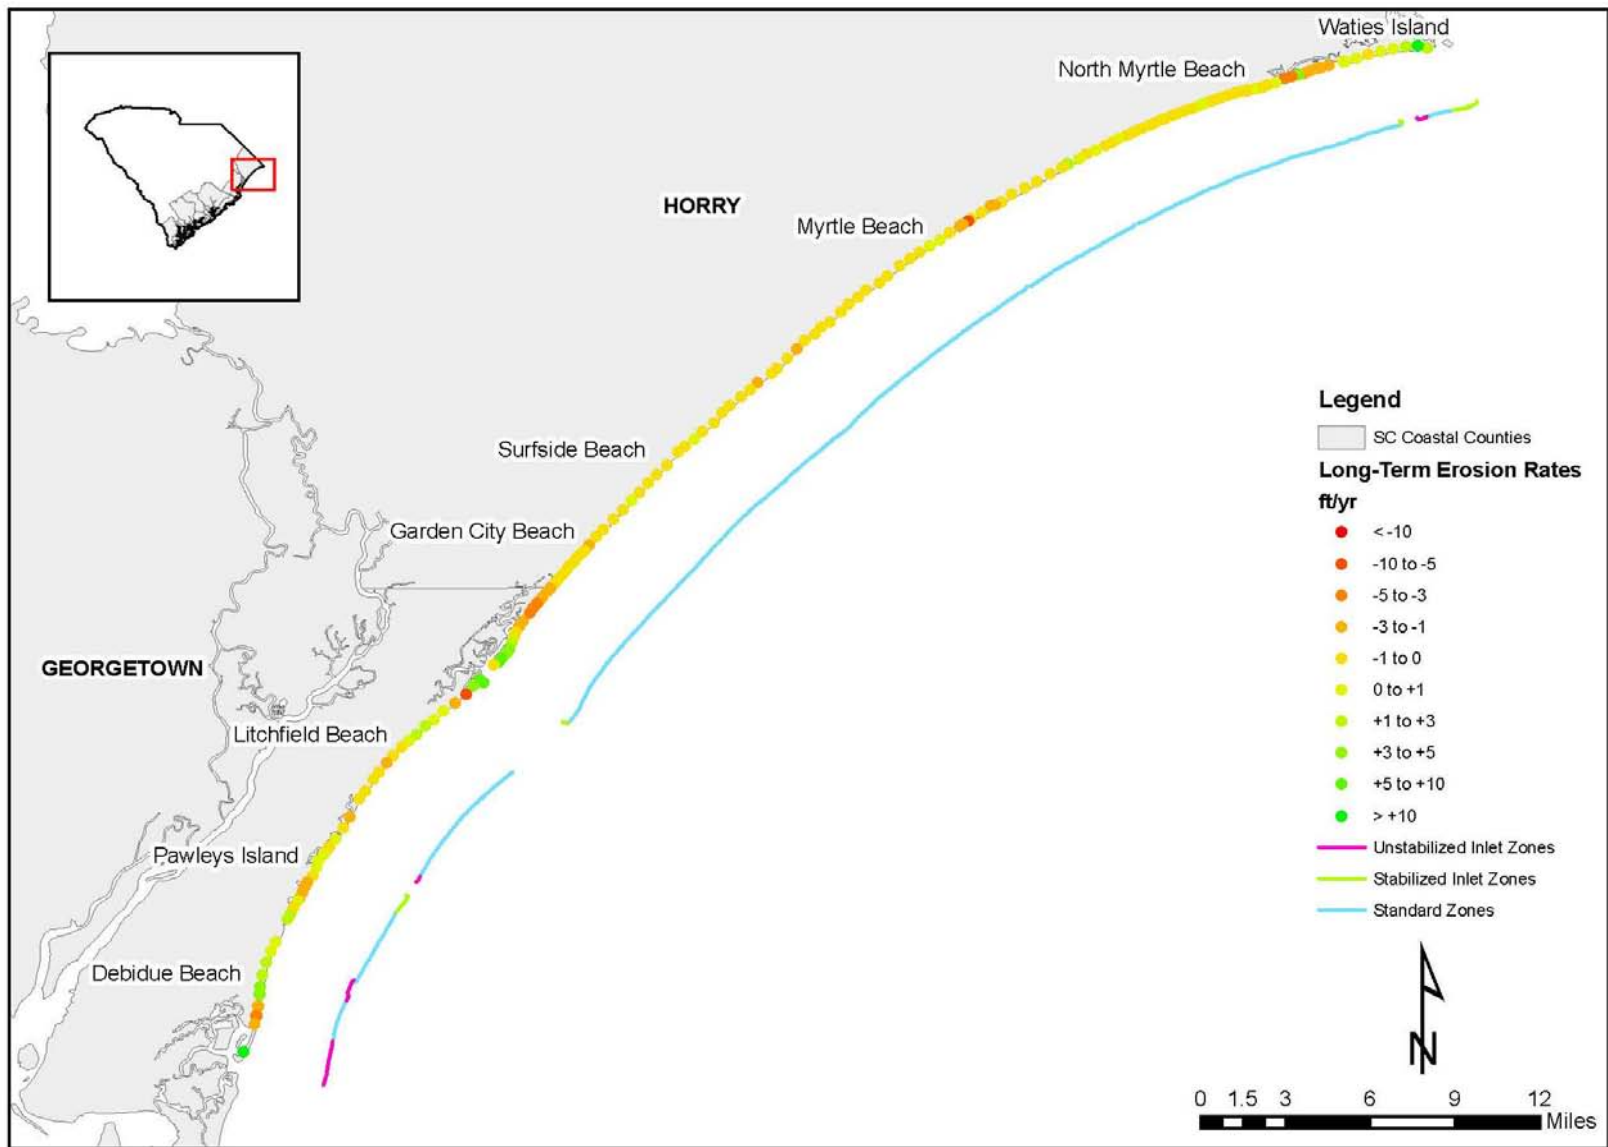 Waties Island
North Myrtle Beach
HORRY
Myrtle Beach
Surfside Beach
Garden City Beach
GEORGETOWN
Litchfield Beach
Pawleys Island
Debidue Beach
Legend
SC Coastal Counties
Long-Term Erosion Rates
ft/yr
< -10
-10 to -5
-5 to -3
-3 to -1
-1 to 0
0 to +1
+1 to +3
+3 to +5
+5 to +10
> +10
Unstabilized Inlet Zones
Stabilized Inlet Zones
Standard Zones
N
0 1.5 3 6 9 12
Miles